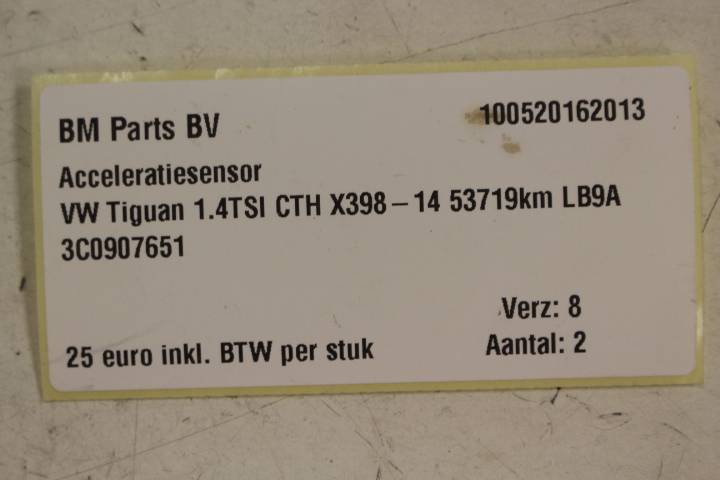 BM Parts BV 100520162013
Acceleratiesensor
VW Tiguan 1.4TSI CTH X398-14 53719km LB9A
3C0907651
Verz: 8
25 euro inkl. BTW per stuk Aantal: 2